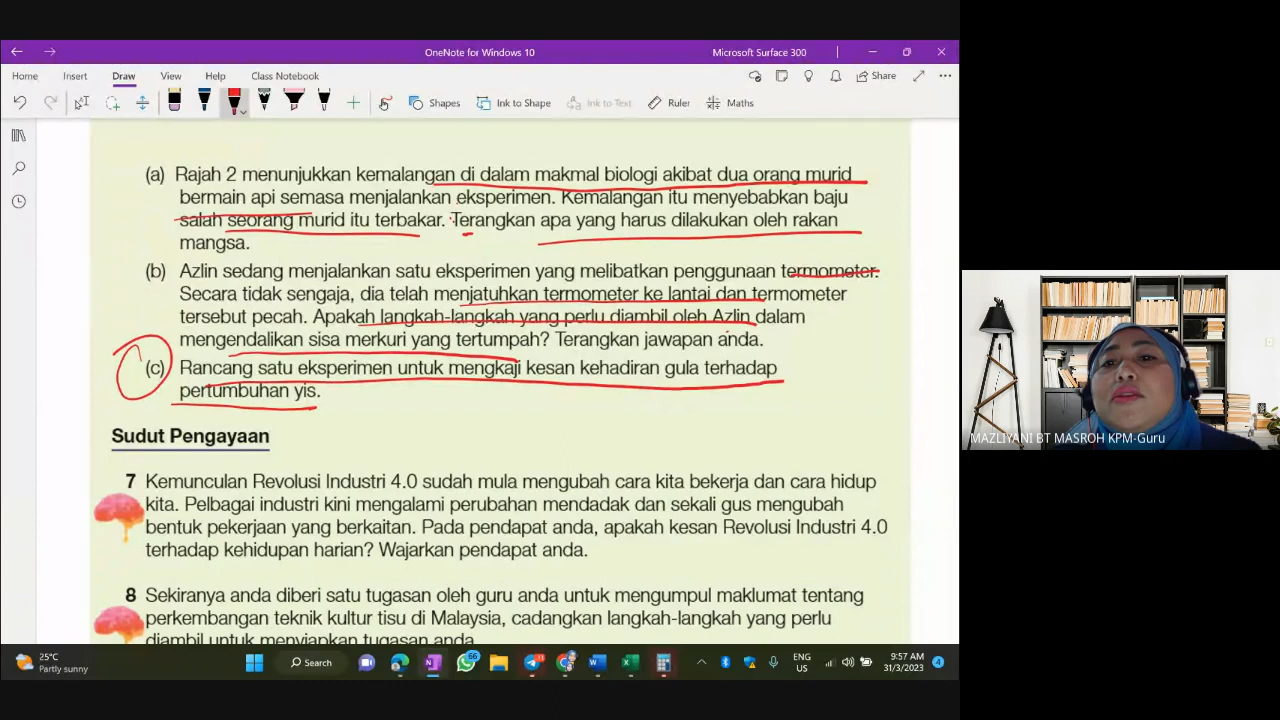 OneNote for Windows 10
Microsoft Surface 300
Home
Insert
Draw
View
Help
Class Notebook
Share
Shapes
Ink to Shape
Ink to Text
Ruler
Maths
(a) Rajah 2 menunjukkan kemalangan di dalam makmal biologi akibat dua orang murid
bermain api semasa menjalankan eksperimen. Kemalangan itu menyebabkan baju
salah seorang murid itu terbakar. Terangkan apa yang harus dilakukan oleh rakan
mangsa.
(b) Azlin sedang menjalankan satu eksperimen yang melibatkan penggunaan termometer.
Secara tidak sengaja, dia telah menjatuhkan termometer ke lantai dan termometer
tersebut pecah. Apakah langkah-langkah yang perlu diambil oleh Azlin dalam
mengendalikan sisa merkuri yang tertumpah? Terangkan jawapan anda.
(c) Rancang satu eksperimen untuk mengkaji kesan kehadiran gula terhadap
pertumbuhan yis.
Sudut Pengayaan
7 Kemunculan Revolusi Industri 4.0 sudah mula mengubah cara kita bekerja dan cara hidup
kita. Pelbagai industri kini mengalami perubahan mendadak dan sekali gus mengubah
bentuk pekerjaan yang berkaitan. Pada pendapat anda, apakah kesan Revolusi Industri 4.0
terhadap kehidupan harian? Wajarkan pendapat anda.
8 Sekiranya anda diberi satu tugasan oleh guru anda untuk mengumpul maklumat tentang
perkembangan teknik kultur tisu di Malaysia, cadangkan langkah-langkah yang perlu
diambil untuk menyiapkan tugasan anda.
MAZLIYANI BT MASROH KPM-Guru
25°C
Partly sunny
Search
66
11
ENG
US
9:57 AM
31/3/2023
4